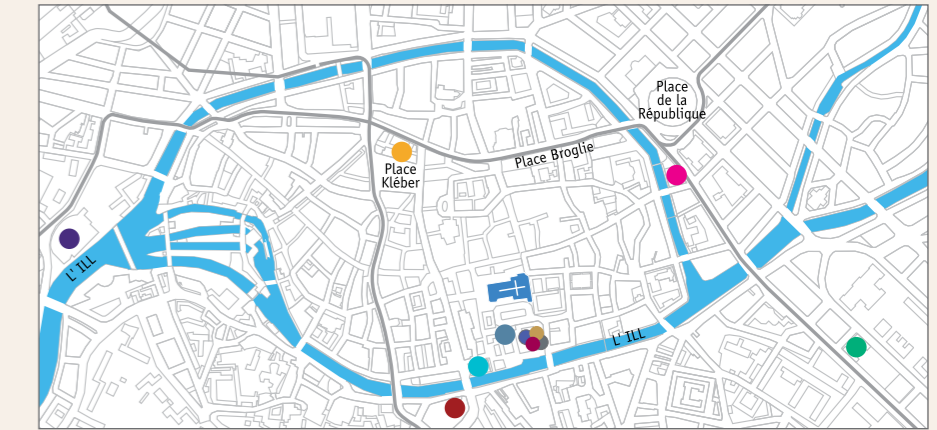 Place
de la
République
Place Broglie
Place
Kléber
L' ILL
L' ILL